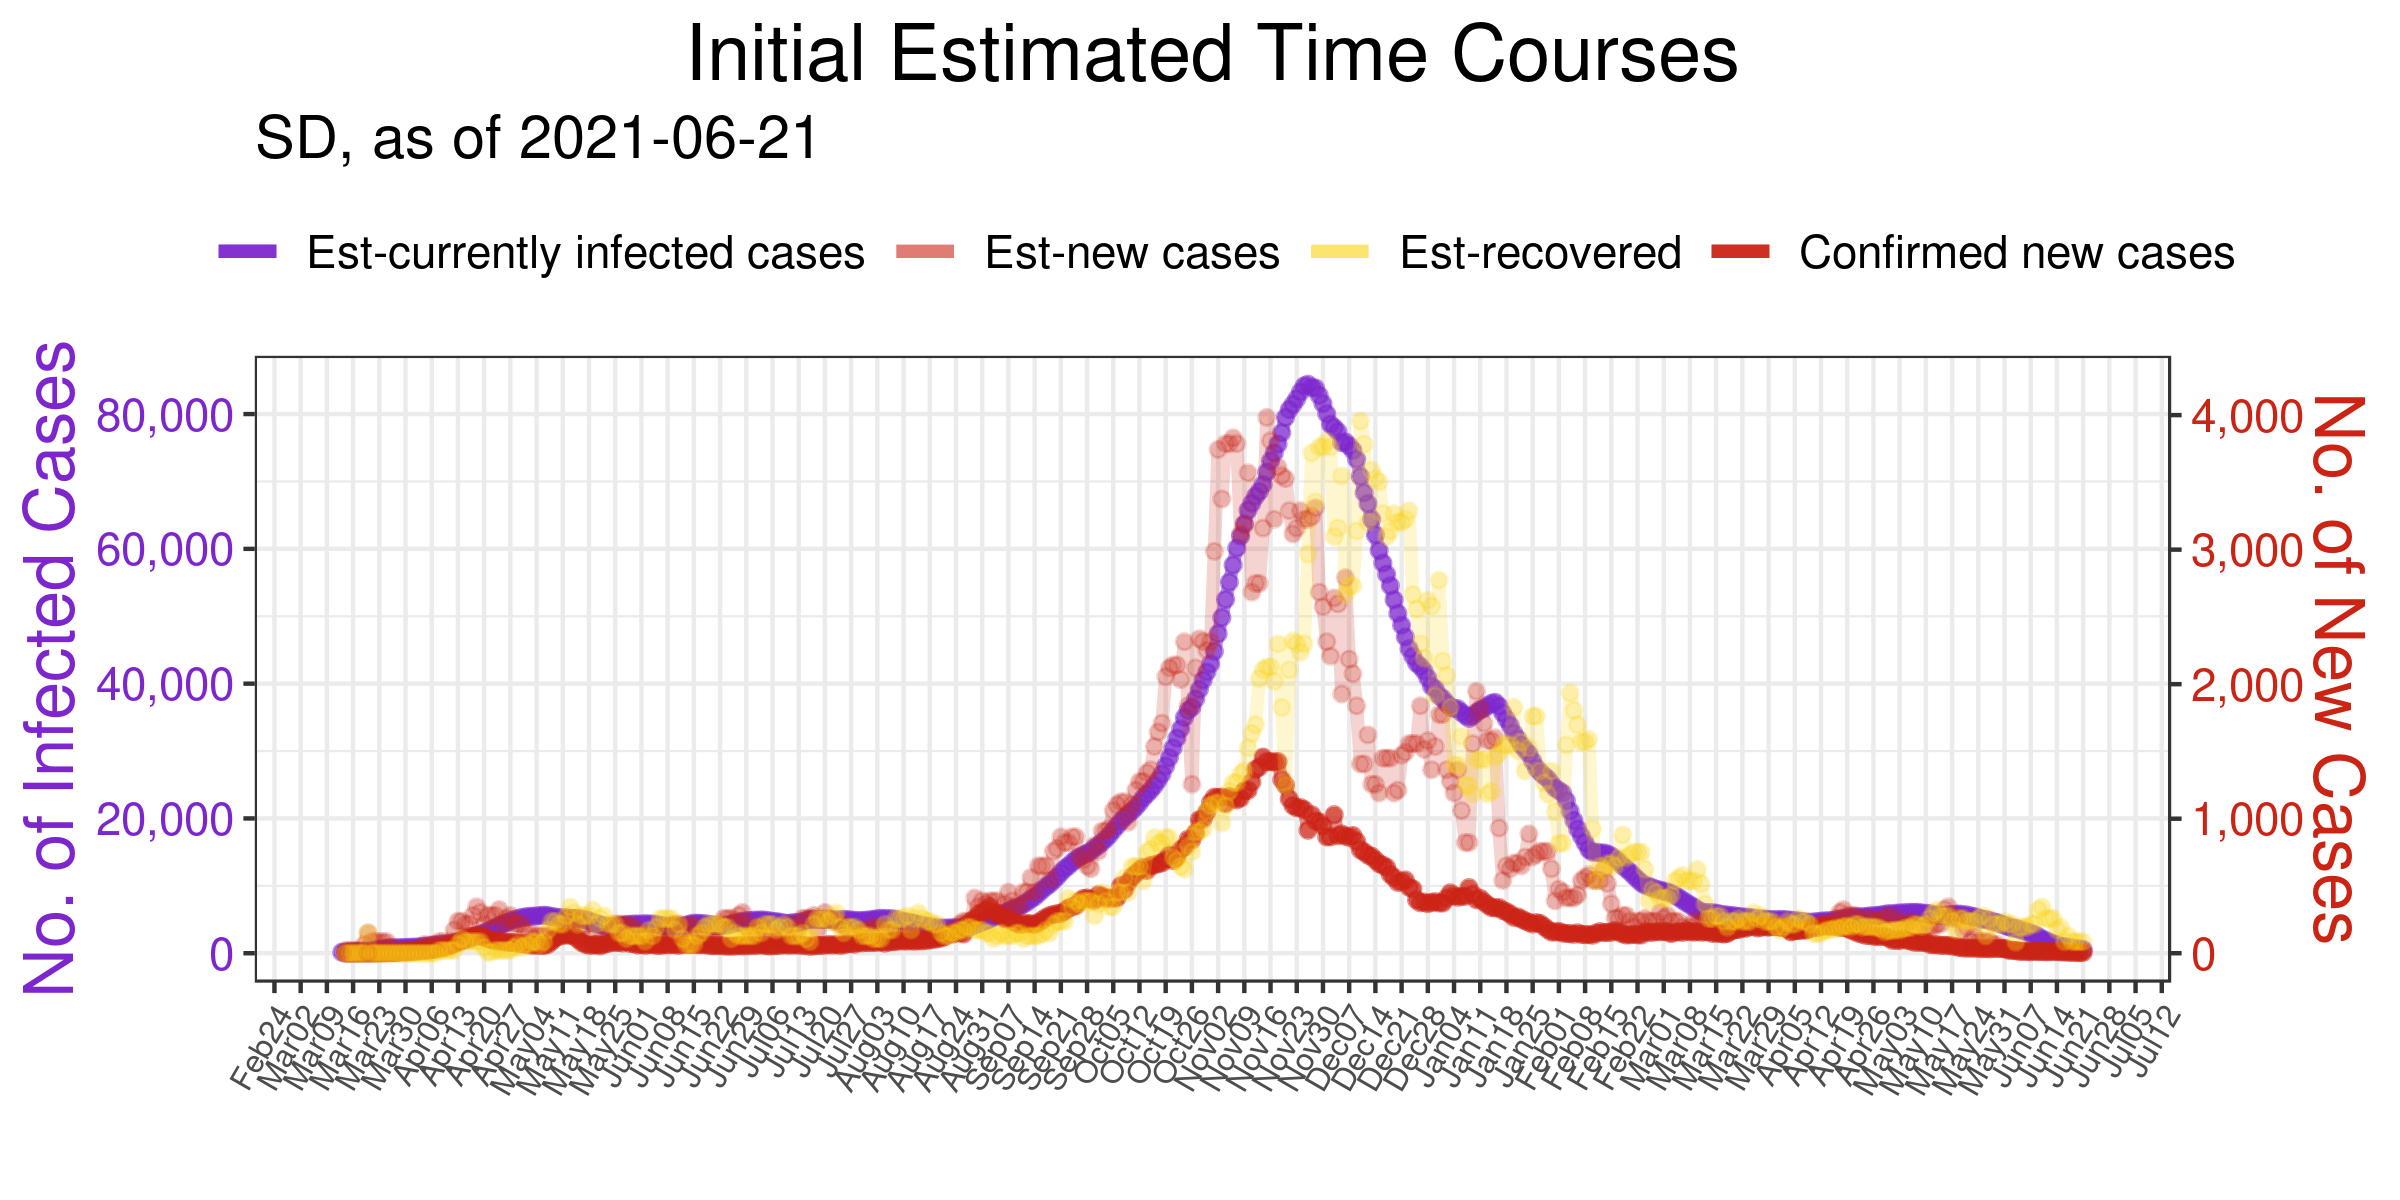 Initial Estimated Time Courses
SD, as of 2021-06-21
Est-currently infected cases Est-new cases Est-recovered Confirmed new cases
No. of Infected Cases
80,000
60,000
40,000
20,000
0
4,000
3,000
2,000
1,000
0
No. of New Cases
Feb24 Mar02 Mar09 Mar16 Mar23 Mar30 Apr06 Apr13 Apr20 Apr27 May04 May11 May18 May25 Jun01 Jun08 Jun15 Jun22 Jun29 Jul06 Jul13 Jul20 Jul27 Aug03 Aug10 Aug17 Aug24 Aug31 Sep07 Sep14 Sep21 Sep28 Oct05 Oct12 Oct19 Oct26 Nov02 Nov09 Nov16 Nov23 Nov30 Dec07 Dec14 Dec21 Dec28 Jan04 Jan11 Jan18 Jan25 Feb01 Feb08 Feb15 Feb22 Mar01 Mar08 Mar15 Mar22 Mar29 Apr05 Apr12 Apr19 Apr26 May03 May10 May17 May24 May31 Jun07 Jun14 Jun21 Jun28 Jul05 Jul12